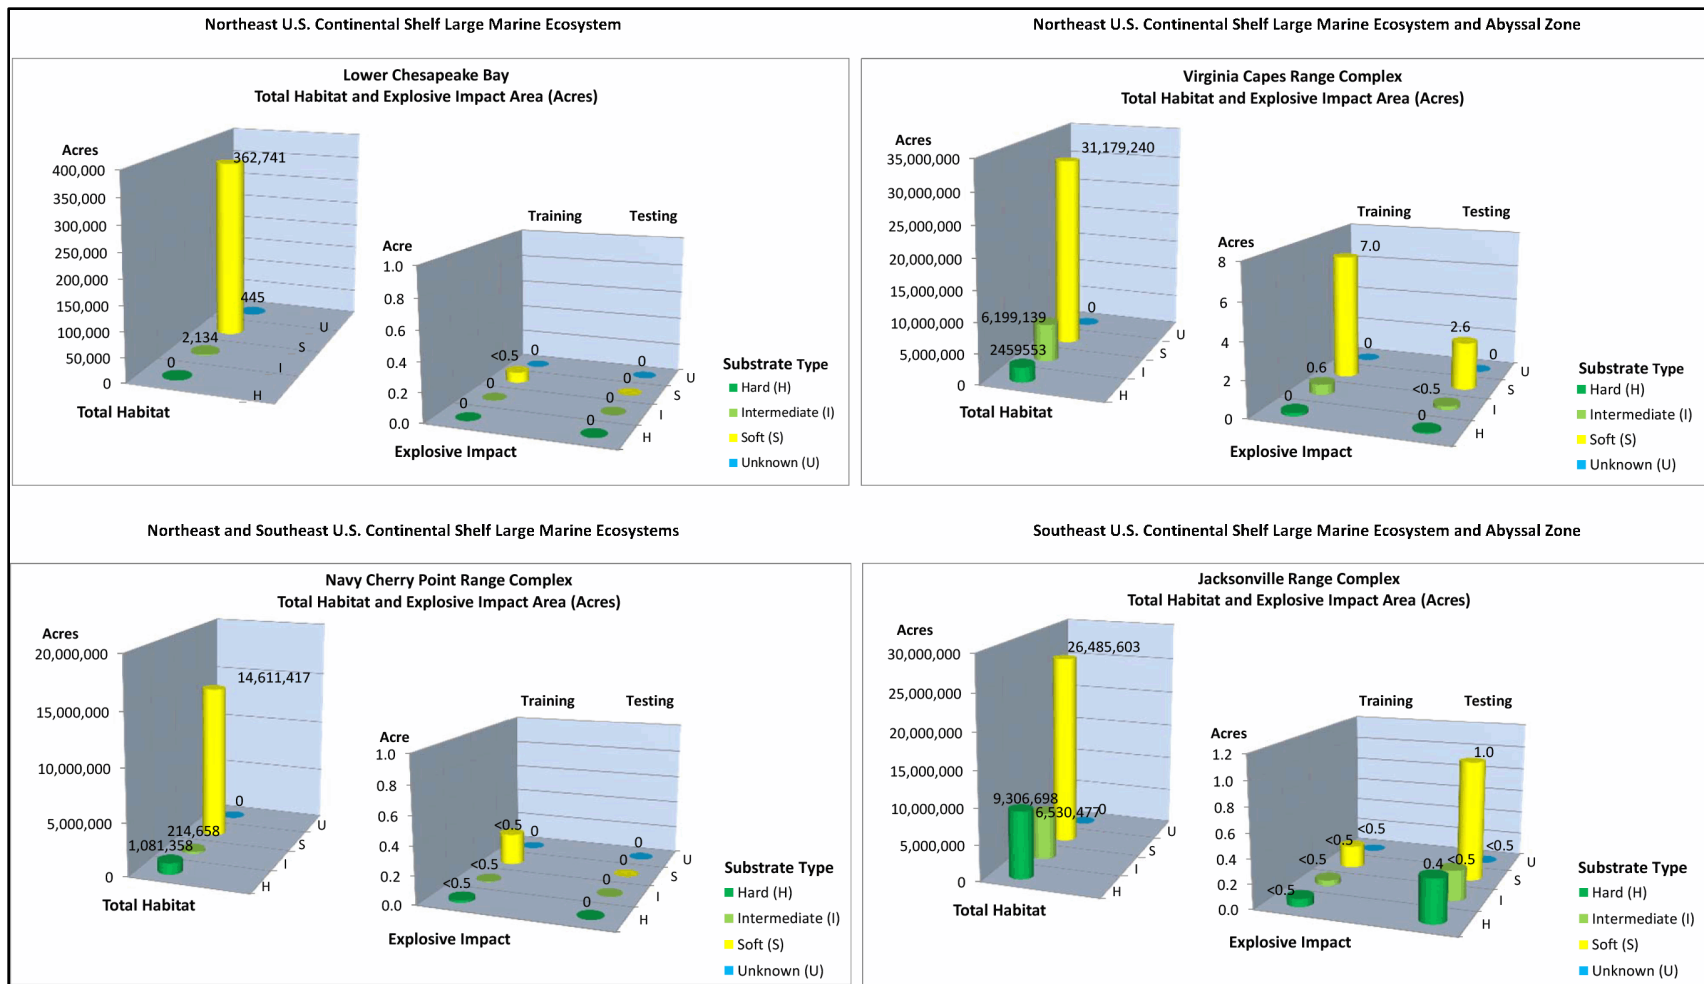 Northeast U.S. Continental Shelf Large Marine Ecosystem
Lower Chesapeake Bay
Total Habitat and Explosive Impact Area (Acres)
Acres
400,000
350,000
300,000
250,000
200,000
150,000
100,000
50,000
0
362,741
445
2,134
0
U
S
I
H
Total Habitat
Training
Testing
Acre
1.0
0.8
0.6
0.4
0.2
0.0
<0.5
0
0
0
0
0
0
0
U
S
I
H
Explosive Impact
Substrate Type
Hard (H)
Intermediate (I)
Soft (S)
Unknown (U)
Northeast U.S. Continental Shelf Large Marine Ecosystem and Abyssal Zone
Virginia Capes Range Complex
Total Habitat and Explosive Impact Area (Acres)
Acres
35,000,000
30,000,000
25,000,000
20,000,000
15,000,000
10,000,000
5,000,000
0
31,179,240
0
6,199,139
2459553
U
S
I
H
Total Habitat
Training
Testing
Acres
8
6
4
2
0
7.0
0
0.6
0
2.6
0
<0.5
0
U
S
I
H
Explosive Impact
Substrate Type
Hard (H)
Intermediate (I)
Soft (S)
Unknown (U)
Northeast and Southeast U.S. Continental Shelf Large Marine Ecosystems
Navy Cherry Point Range Complex
Total Habitat and Explosive Impact Area (Acres)
Acres
20,000,000
15,000,000
10,000,000
5,000,000
0
14,611,417
0
214,658
1,081,358
U
S
I
H
Total Habitat
Training
Testing
Acre
1.0
0.8
0.6
0.4
0.2
0.0
<0.5
0
<0.5
<0.5
0
0
0
0
U
S
I
H
Explosive Impact
Substrate Type
Hard (H)
Intermediate (I)
Soft (S)
Unknown (U)
Southeast U.S. Continental Shelf Large Marine Ecosystem and Abyssal Zone
Jacksonville Range Complex
Total Habitat and Explosive Impact Area (Acres)
Acres
30,000,000
25,000,000
20,000,000
15,000,000
10,000,000
5,000,000
0
26,485,603
9,306,698
6,530,477
0
U
S
I
H
Total Habitat
Training
Testing
Acres
1.2
1.0
0.8
0.6
0.4
0.2
0.0
1.0
<0.5
<0.5
<0.5
<0.5
0.4
<0.5
<0.5
U
S
I
H
Explosive Impact
Substrate Type
Hard (H)
Intermediate (I)
Soft (S)
Unknown (U)